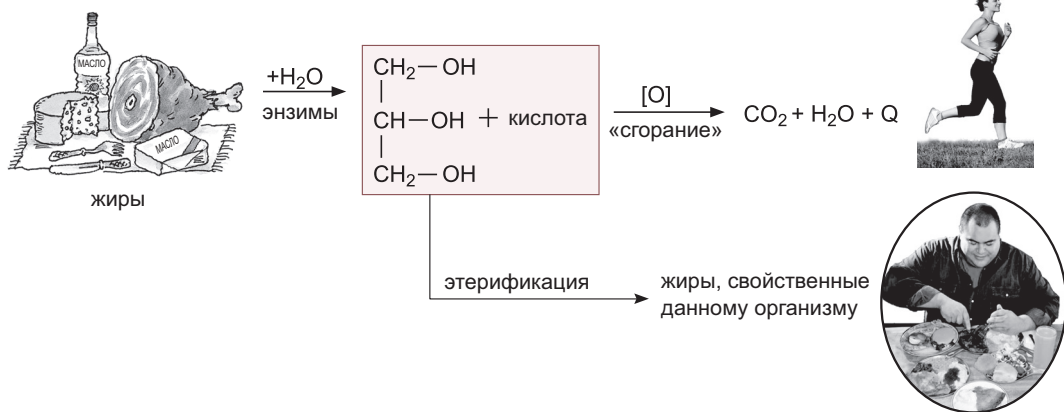 МАСЛО
МАСЛО
жиры
+H₂O
энзимы
CH₂—OH
CH—OH + кислота
CH₂—OH
[O]
«сгорание»
CO₂ + H₂O + Q
этерификация
жиры, свойственные
данному организму